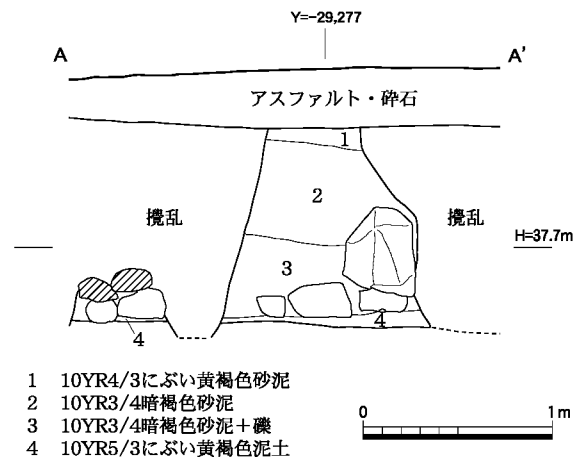 Y=-29,277
A
A'
アスファルト・砕石
1
2
攪乱
攪乱
H=37.7m
3
4
4
1 10YR4/3にぶい黄褐色砂泥
2 10YR3/4暗褐色砂泥
3 10YR3/4暗褐色砂泥＋礫
4 10YR5/3にぶい黄褐色泥土
0
1m